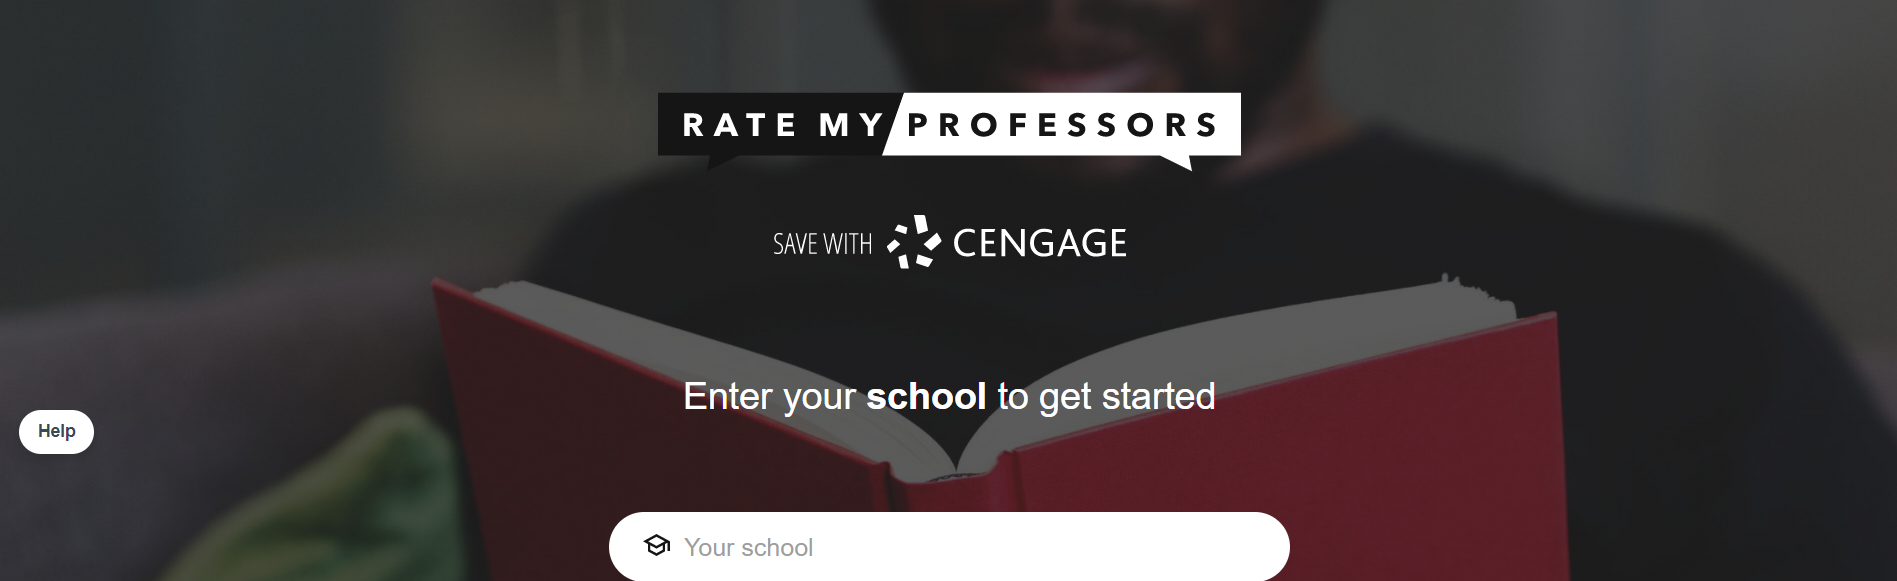 RATE MY PROFESSORS
SAVE WITH CENGAGE
Enter your school to get started
Help
Your school